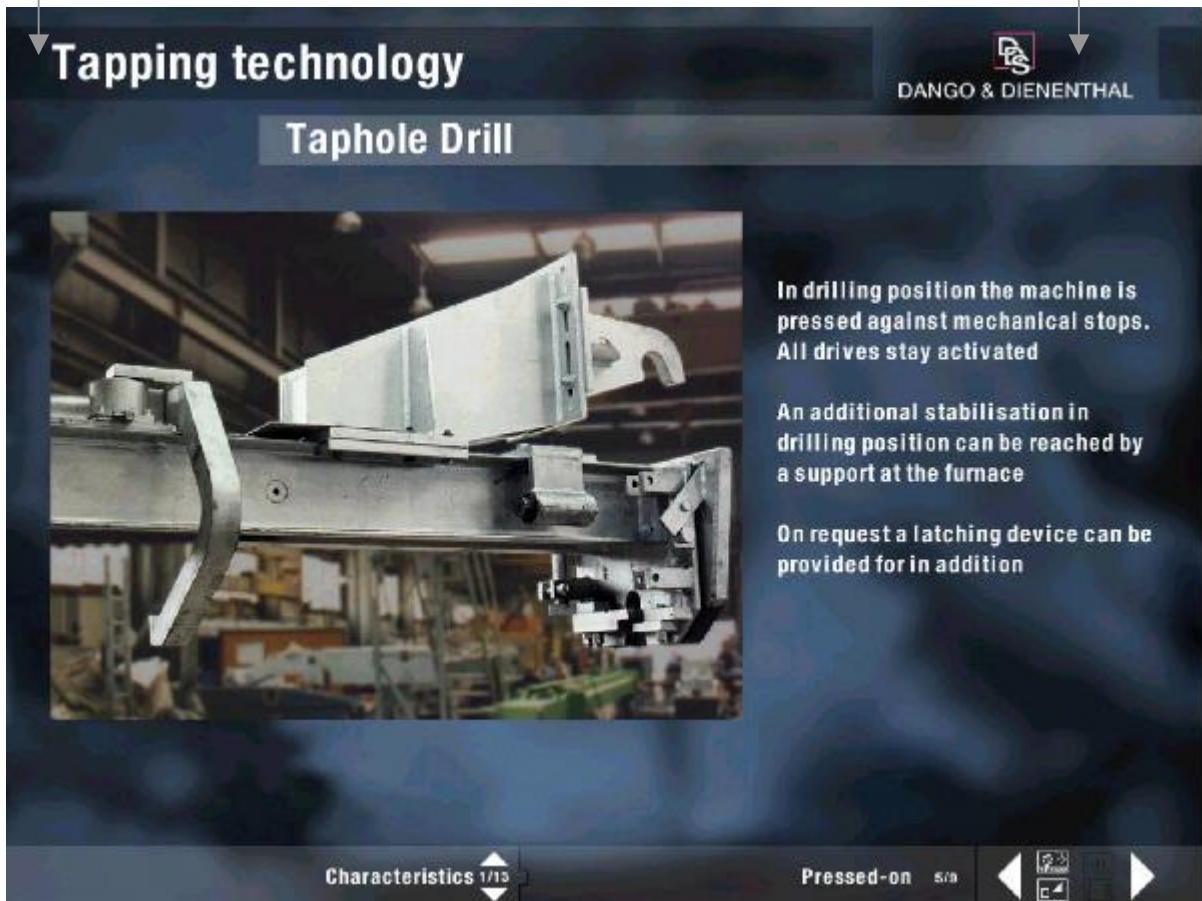 Tapping technology
DDS
DANGO & DIENENTHAL
Taphole Drill
In drilling position the machine is
pressed against mechanical stops.
All drives stay activated
An additional stabilisation in
drilling position can be reached by
a support at the furnace
On request a latching device can be
provided for in addition
Characteristics
Pressed-on